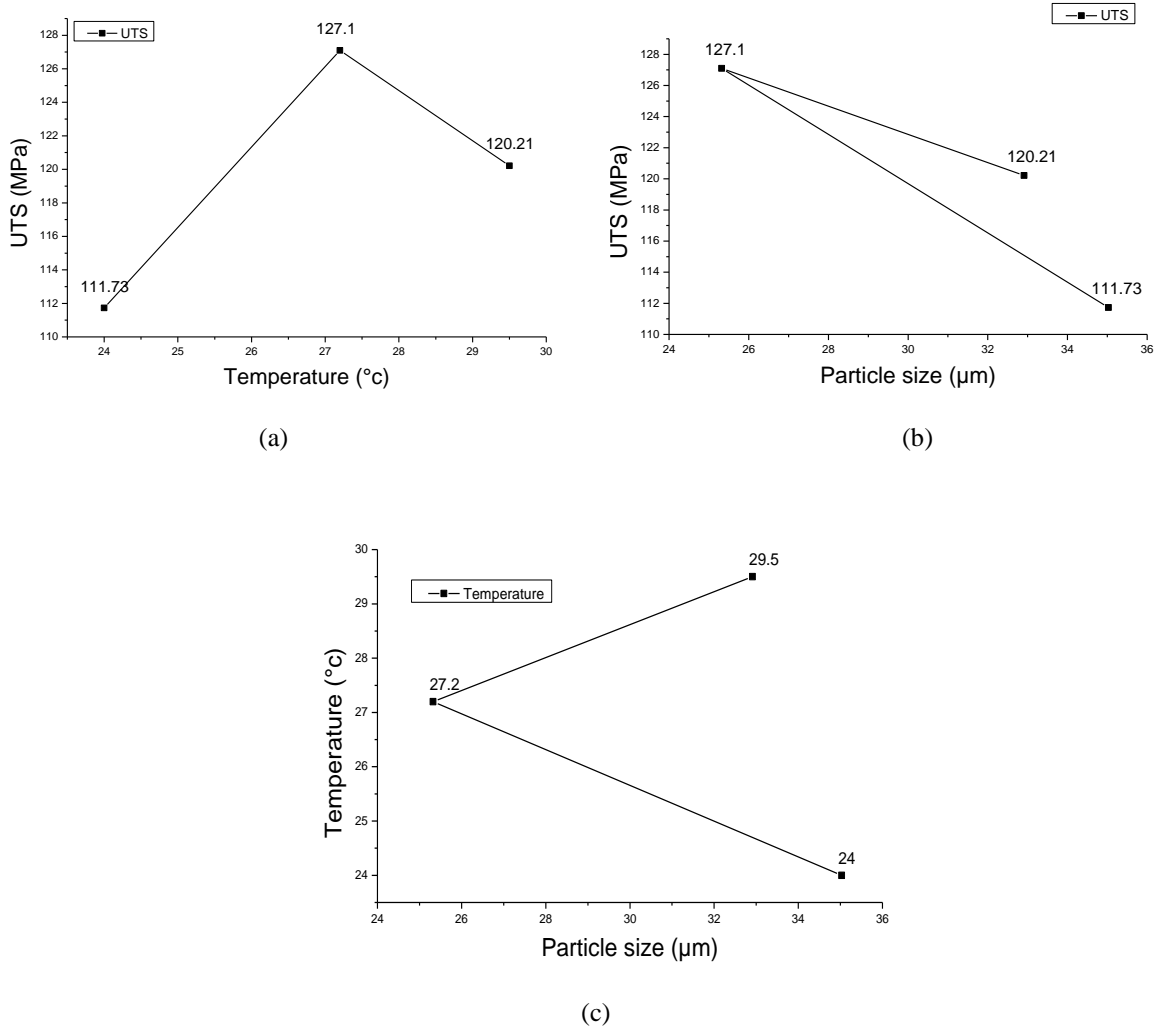 UTS
127.1
120.21
111.73
128
126
124
122
120
118
116
114
112
110
UTS (MPa)
24 25 26 27 28 29 30
Temperature (°c)
(a)
UTS
127.1
120.21
111.73
128
126
124
122
120
118
116
114
112
110
UTS (MPa)
24 26 28 30 32 34 36
Particle size (µm)
(b)
Temperature
29.5
27.2
24
30
29
28
27
26
25
24
Temperature (°c)
24 26 28 30 32 34 36
Particle size (µm)
(c)